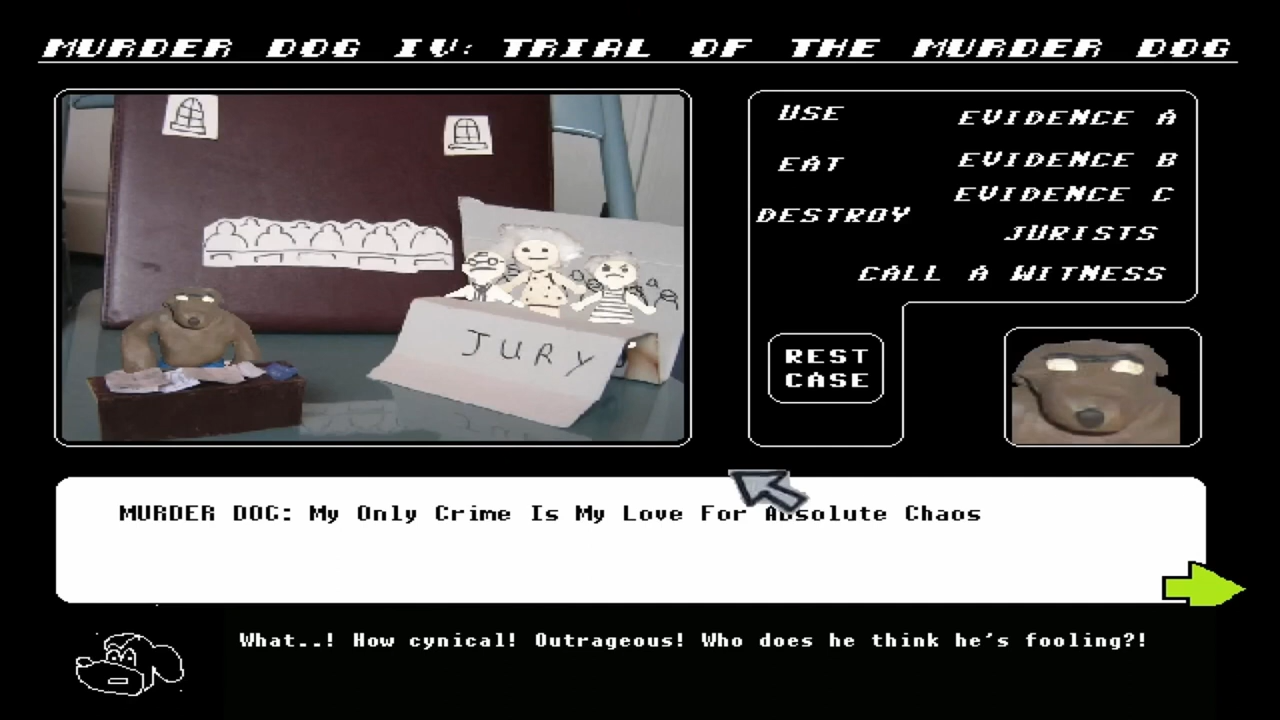 MURDER DOG IV: TRIAL OF THE MURDER DOG
JURY
USE
EAT
DESTROY
EVIDENCE A
EVIDENCE B
EVIDENCE C
JURISTS
CALL A WITNESS
REST
CASE
MURDER DOG: My Only Crime Is My Love For Absolute Chaos
What..! How cynical! Outrageous! Who does he think he's fooling?!